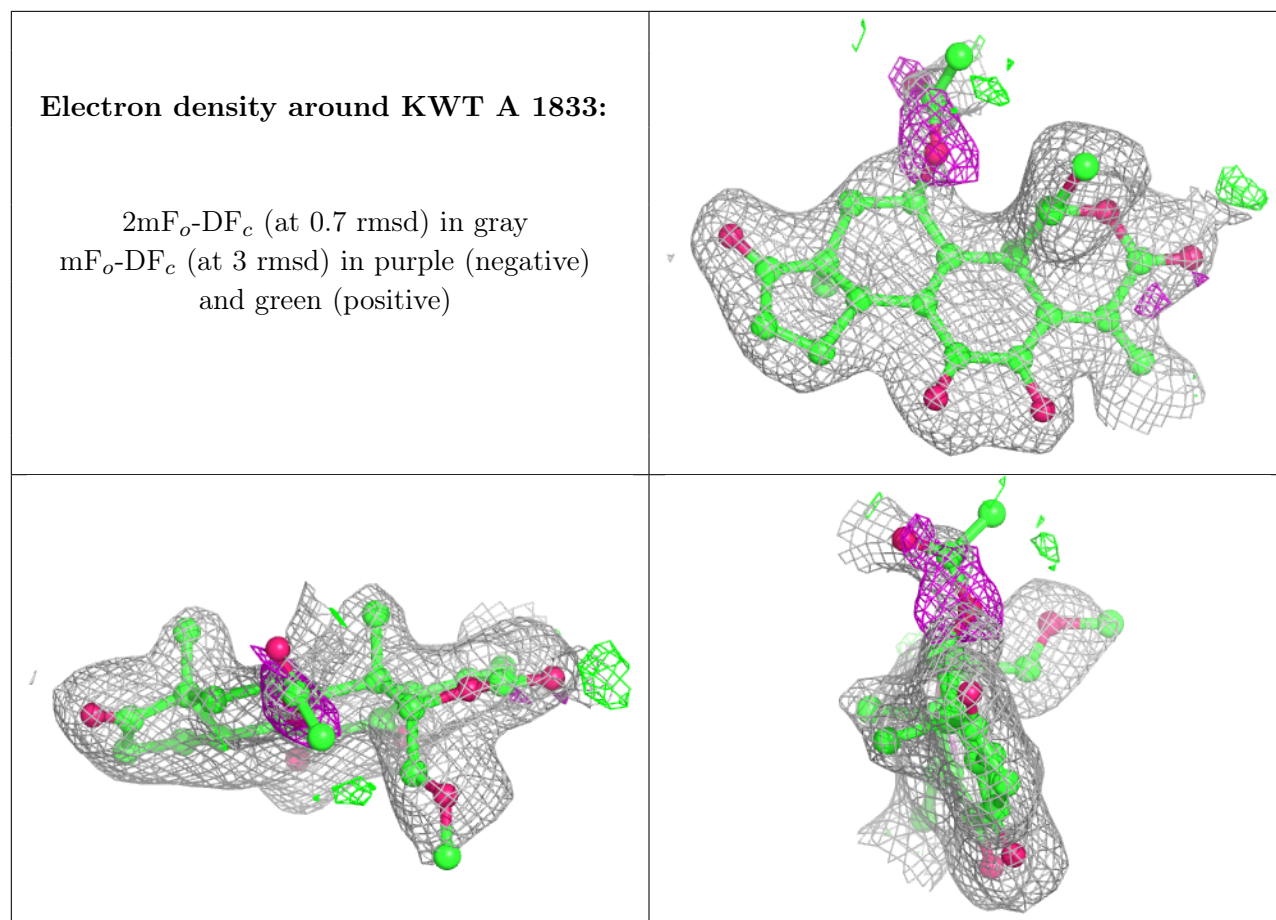 Electron density around KWT A 1833:
2mFₒ-DF𝒸 (at 0.7 rmsd) in gray
mFₒ-DF𝒸 (at 3 rmsd) in purple (negative)
and green (positive)